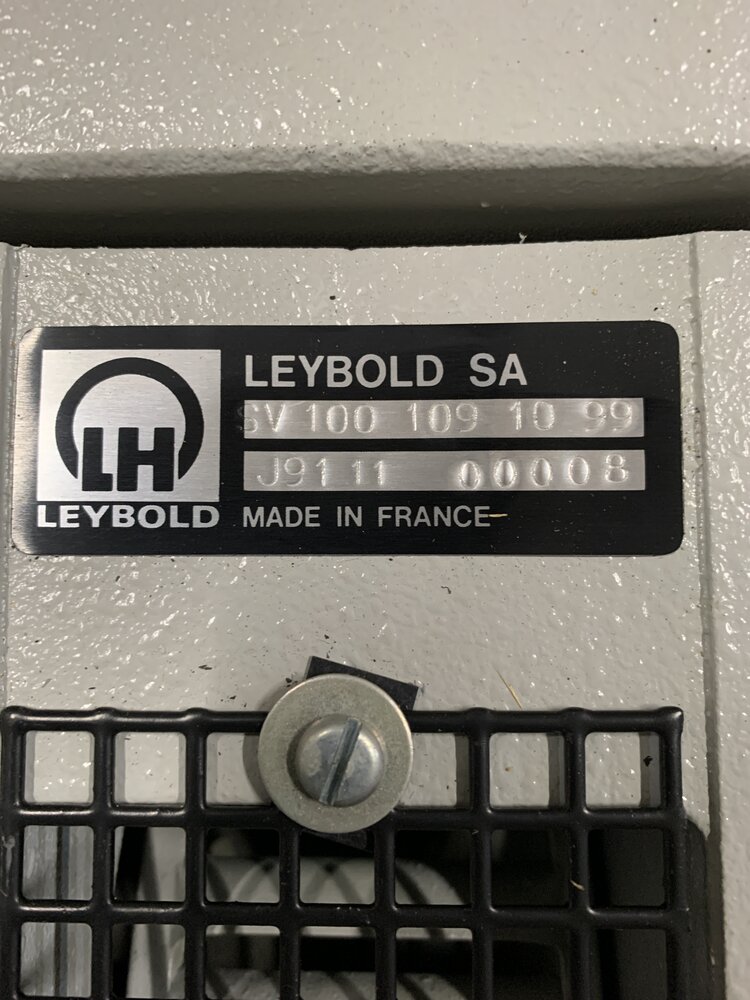 LEYBOLD SA
SV 100 109 10 99
J91 11 00008
LH
LEYBOLD MADE IN FRANCE